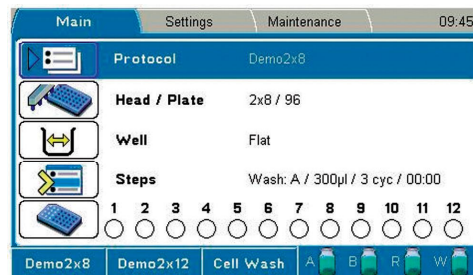 Main Settings Maintenance 09:45
Protocol Demo2x8
Head / Plate 2x8 / 96
Well Flat
Steps Wash: A / 300µl / 3 cyc / 00:00
1 2 3 4 5 6 7 8 9 10 11 12
Demo2x8 Demo2x12 Cell Wash A B R W